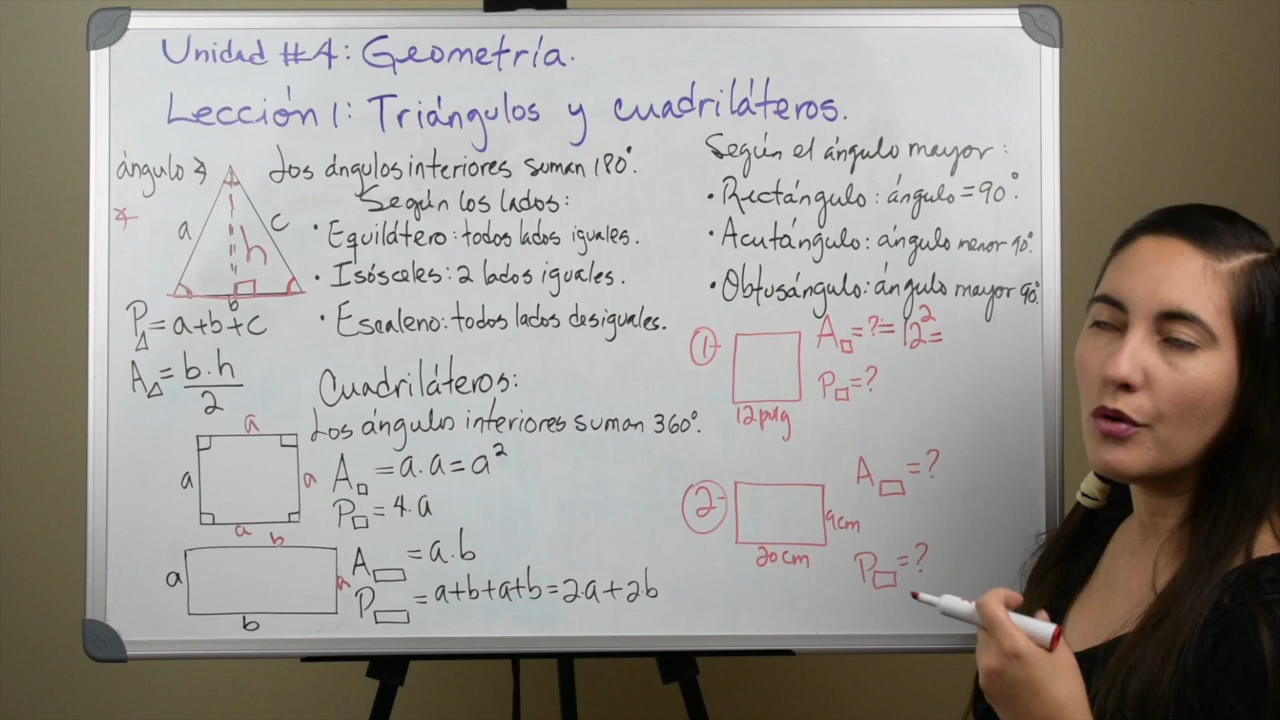 Unidad #4: Geometría.
Lección 1: Triángulos y cuadriláteros.
ángulo ∡
∡
a
c
h
b
P△ = a+b+c
A△ = b.h/2
Los ángulos interiores suman 180°.
Según los lados:
• Equilátero: todos lados iguales.
• Isósceles: 2 lados iguales.
• Escaleno: todos lados desiguales.
Cuadriláteros:
Los ángulos interiores suman 360°.
a
a
a
a
A□ = a.a = a²
P□ = 4.a
b
a
a
b
A▭ = a.b
P▭ = a+b+a+b = 2.a + 2.b
Según el ángulo mayor:
• Rectángulo: ángulo = 90°.
• Acutángulo: ángulo menor 90°.
• Obtusángulo: ángulo mayor 90°.
1-
12 pulg
A□ = ? = 12² =
P□ = ?
2-
9cm
20cm
A▭ = ?
P▭ = ?